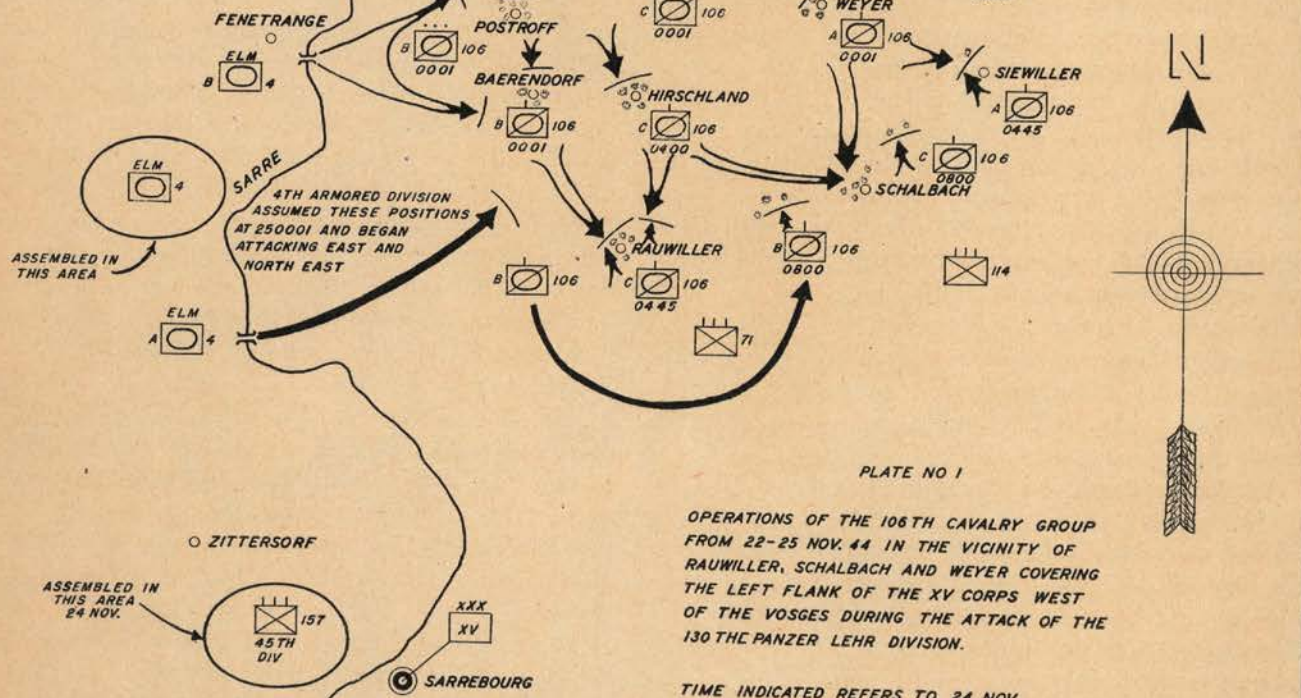 FENETRANGE
ELM
B 4
POSTROFF
B 106
0001
C 106
0001
WEYER
A 106
0001
BAERENDORF
B 106
0001
HIRSCHLAND
C 106
0400
SIEWILLER
A 106
0445
C 106
0800
SCHALBACH
ELM
4
SARRE
4TH ARMORED DIVISION
ASSUMED THESE POSITIONS
AT 250001 AND BEGAN
ATTACKING EAST AND
NORTH EAST
ASSEMBLED IN
THIS AREA
RAUWILLER
B 106
C 106
0445
B 106
0800
114
71
ELM
A 4
N
PLATE NO 1
OPERATIONS OF THE 106TH CAVALRY GROUP
FROM 22-25 NOV. 44 IN THE VICINITY OF
RAUWILLER, SCHALBACH AND WEYER COVERING
THE LEFT FLANK OF THE XV CORPS WEST
OF THE VOSGES DURING THE ATTACK OF THE
130 THE PANZER LEHR DIVISION.
TIME INDICATED REFERS TO 24 NOV.
ZITTERSORF
ASSEMBLED IN
THIS AREA
24 NOV.
157
45TH
DIV
XXX
XV
SARREBOURG